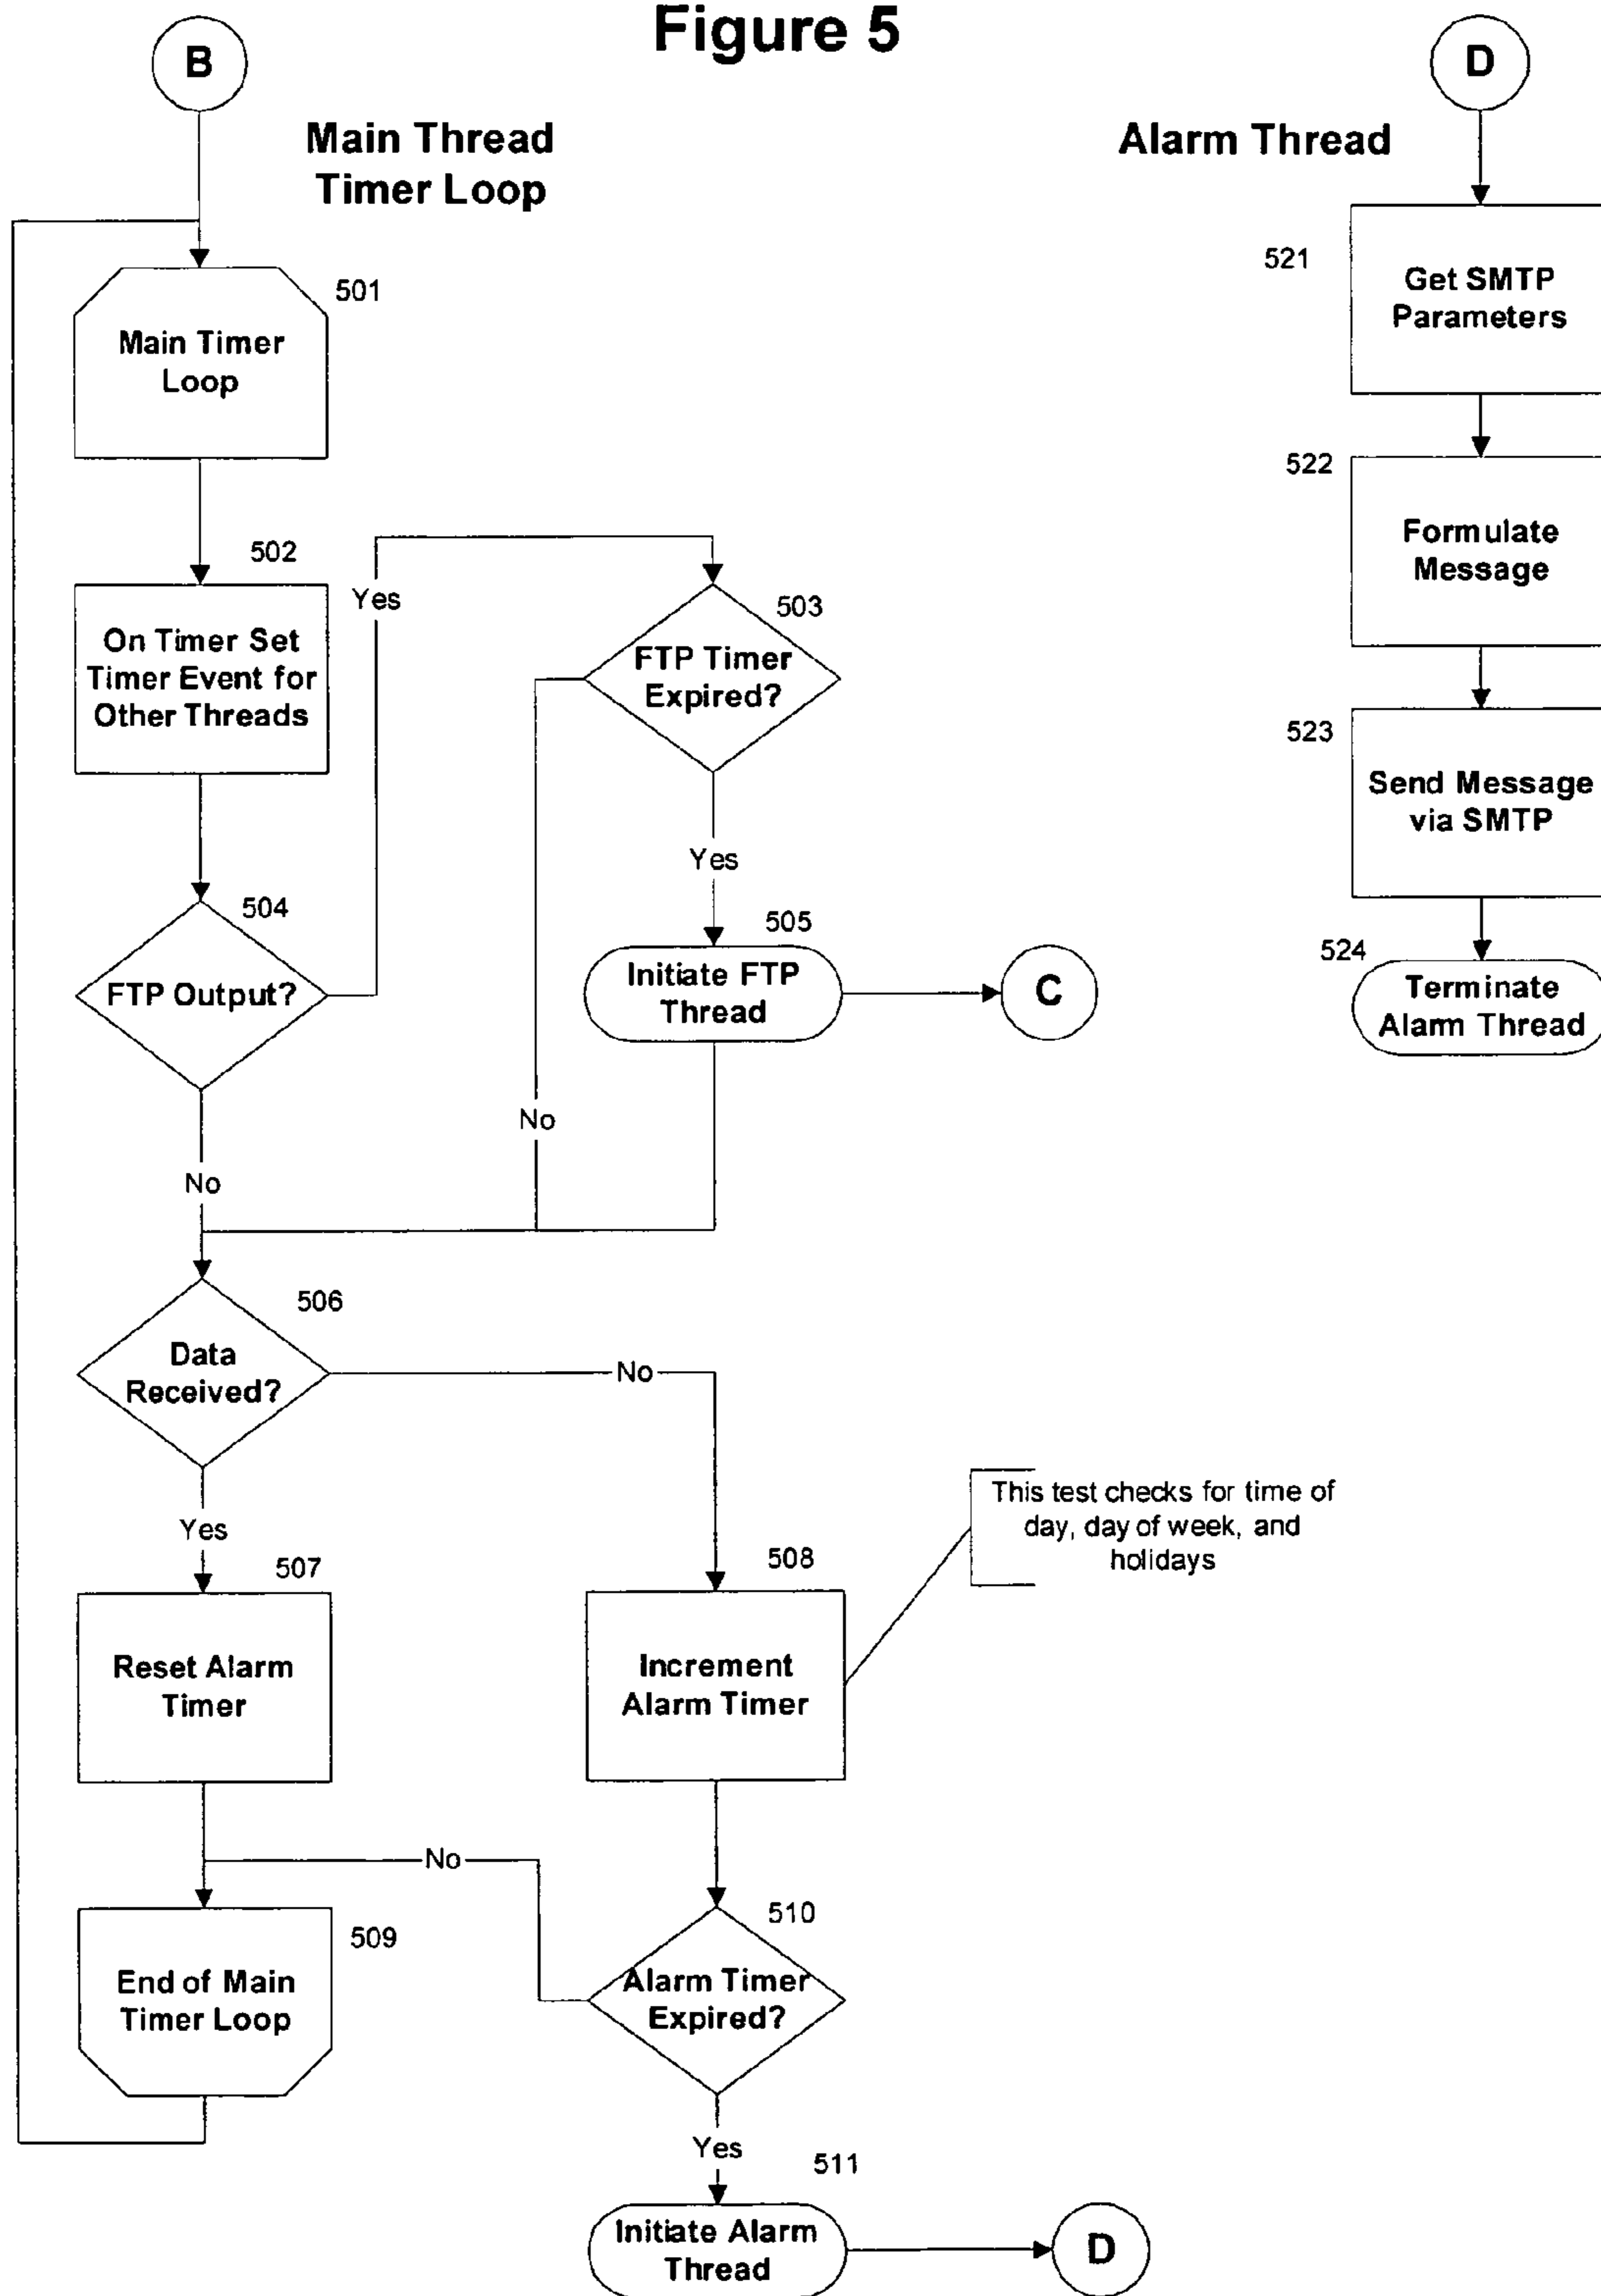 Figure 5
B
Main Thread
Timer Loop
501
Main Timer
Loop
502
On Timer Set
Timer Event for
Other Threads
Yes
503
FTP Timer
Expired?
504
FTP Output?
Yes
505
Initiate FTP
Thread
C
No
No
506
Data
Received?
No
Yes
507
Reset Alarm
Timer
508
Increment
Alarm Timer
This test checks for time of
day, day of week, and
holidays
No
509
End of Main
Timer Loop
510
Alarm Timer
Expired?
Yes
511
Initiate Alarm
Thread
D
D
Alarm Thread
521
Get SMTP
Parameters
522
Formulate
Message
523
Send Message
via SMTP
524
Terminate
Alarm Thread